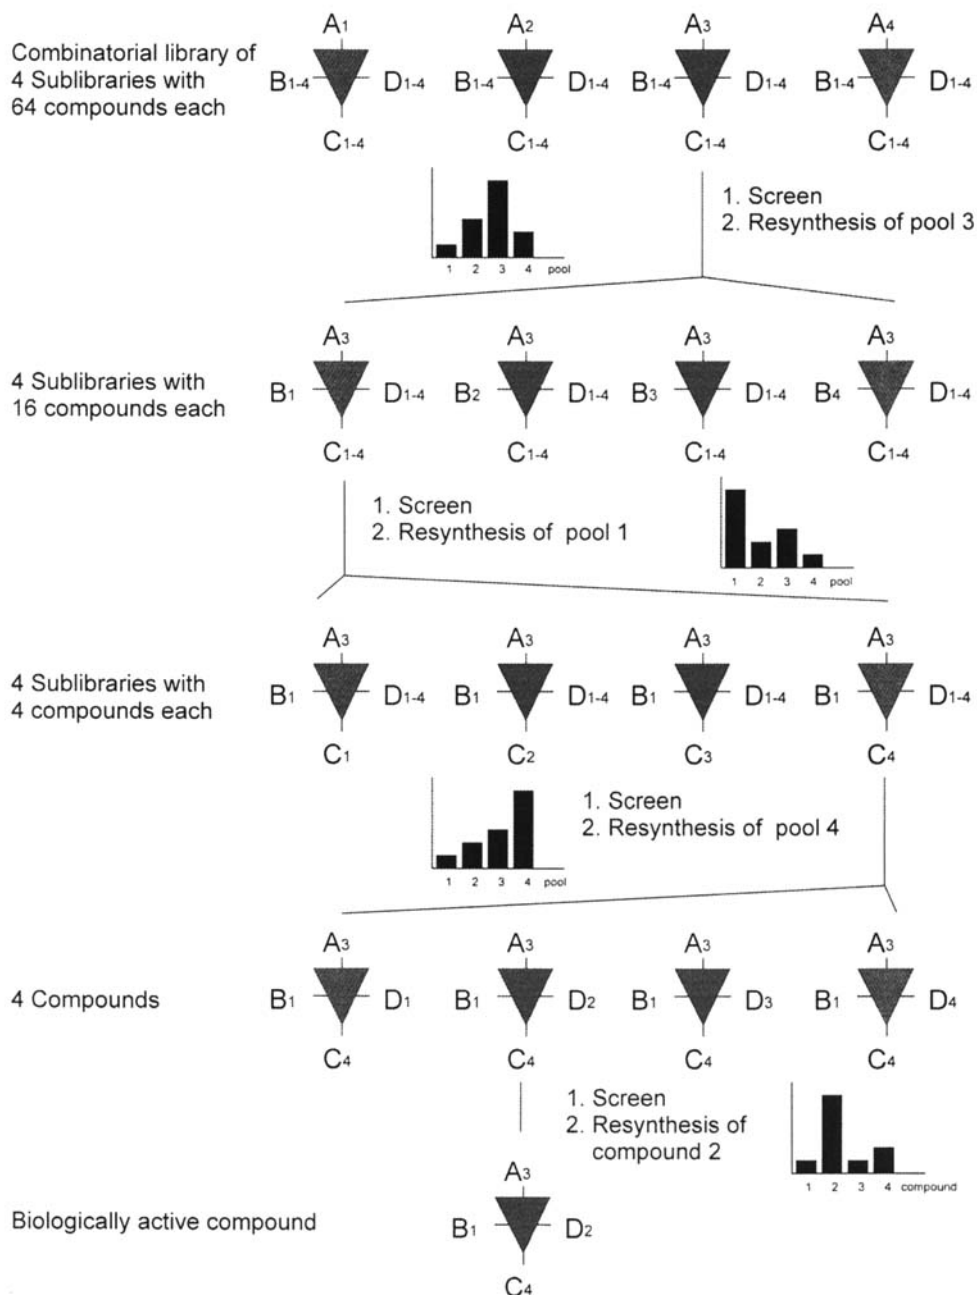 A1 A2 A3 A4
Combinatorial library of
4 Sublibraries with
64 compounds each
B1-4 D1-4 B1-4 D1-4 B1-4 D1-4 B1-4 D1-4
C1-4 C1-4 C1-4 C1-4
1. Screen
2. Resynthesis of pool 3
1 2 3 4 pool
A3 A3 A3 A3
4 Sublibraries with
16 compounds each
B1 D1-4 B2 D1-4 B3 D1-4 B4 D1-4
C1-4 C1-4 C1-4 C1-4
1. Screen
2. Resynthesis of pool 1
1 2 3 4 pool
A3 A3 A3 A3
4 Sublibraries with
4 compounds each
B1 D1-4 B1 D1-4 B1 D1-4 B1 D1-4
C1 C2 C3 C4
1. Screen
2. Resynthesis of pool 4
1 2 3 4 pool
A3 A3 A3 A3
4 Compounds
B1 D1 B1 D2 B1 D3 B1 D4
C4 C4 C4 C4
1. Screen
2. Resynthesis of
compound 2
1 2 3 4 compound
A3
Biologically active compound
B1 D2
C4